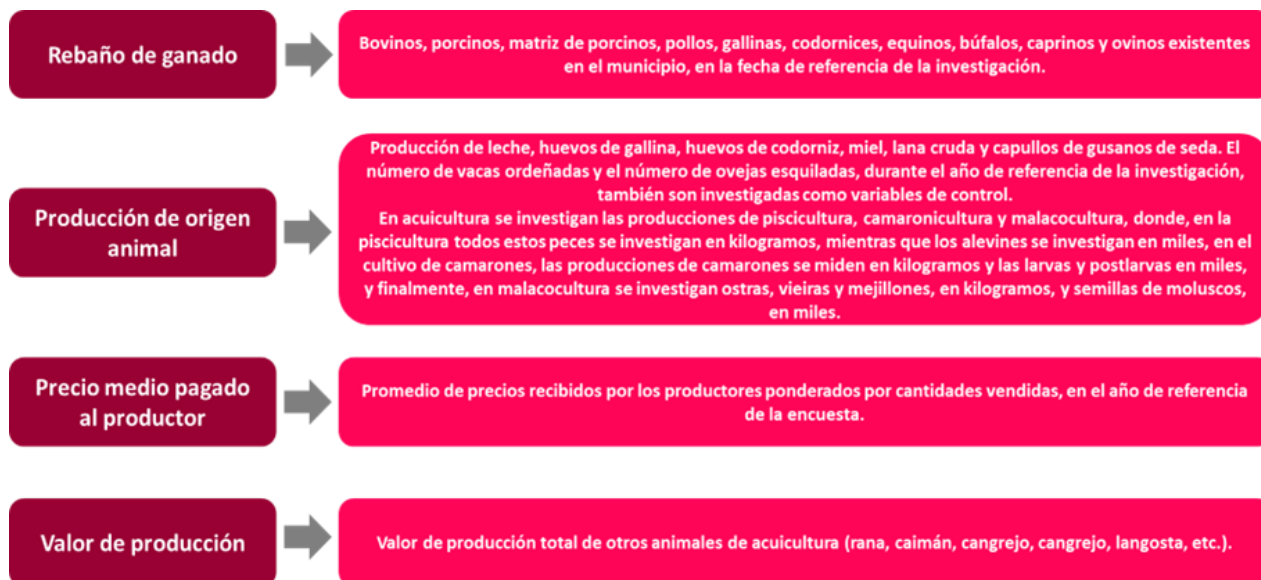 Rebaño de ganado
Bovinos, porcinos, matriz de porcinos, pollos, gallinas, codornices, equinos, búfalos, caprinos y ovinos existentes
en el municipio, en la fecha de referencia de la investigación.
Producción de origen
animal
Producción de leche, huevos de gallina, huevos de codorniz, miel, lana cruda y capullos de gusanos de seda. El
número de vacas ordeñadas y el número de ovejas esquiladas, durante el año de referencia de la investigación,
también son investigadas como variables de control.
En acuicultura se investigan las producciones de piscicultura, camaronicultura y malacocultura, donde, en la
piscicultura todos estos peces se investigan en kilogramos, mientras que los alevines se investigan en miles, en el
cultivo de camarones, las producciones de camarones se miden en kilogramos y las larvas y postlarvas en miles,
y finalmente, en malacocultura se investigan ostras, vieiras y mejillones, en kilogramos, y semillas de moluscos,
en miles.
Precio medio pagado
al productor
Promedio de precios recibidos por los productores ponderados por cantidades vendidas, en el año de referencia
de la encuesta.
Valor de producción
Valor de producción total de otros animales de acuicultura (rana, caimán, cangrejo, cangrejo, langosta, etc.).